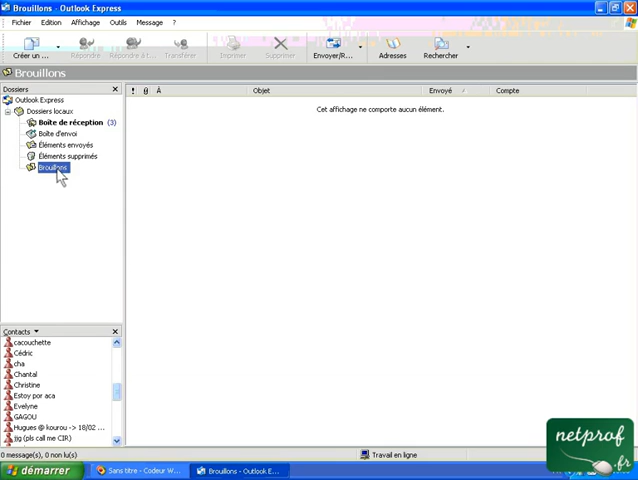 Brouillons - Outlook Express
Fichier Edition Affichage Outils Message ?
Créer un ... Répondre Répondre à t... Transférer Imprimer Supprimer Envoyer/R... Adresses Rechercher
Brouillons
Dossiers
! À Objet Envoyé Compte
Outlook Express
Cet affichage ne comporte aucun élément.
Dossiers locaux
Boîte de réception (3)
Boîte d'envoi
Éléments envoyés
Éléments supprimés
Brouillons
Contacts
cacouchette
Cédric
cha
Chantal
Christine
Estoy por aca
Evelyne
GAGOU
Hugues @ kourou -> 18/02 ...
jjg (pls call me CIR)
0 message(s), 0 non lu(s) Travail en ligne
démarrer Sans titre - Codeur W... Brouillons - Outlook E...
netprof
.fr